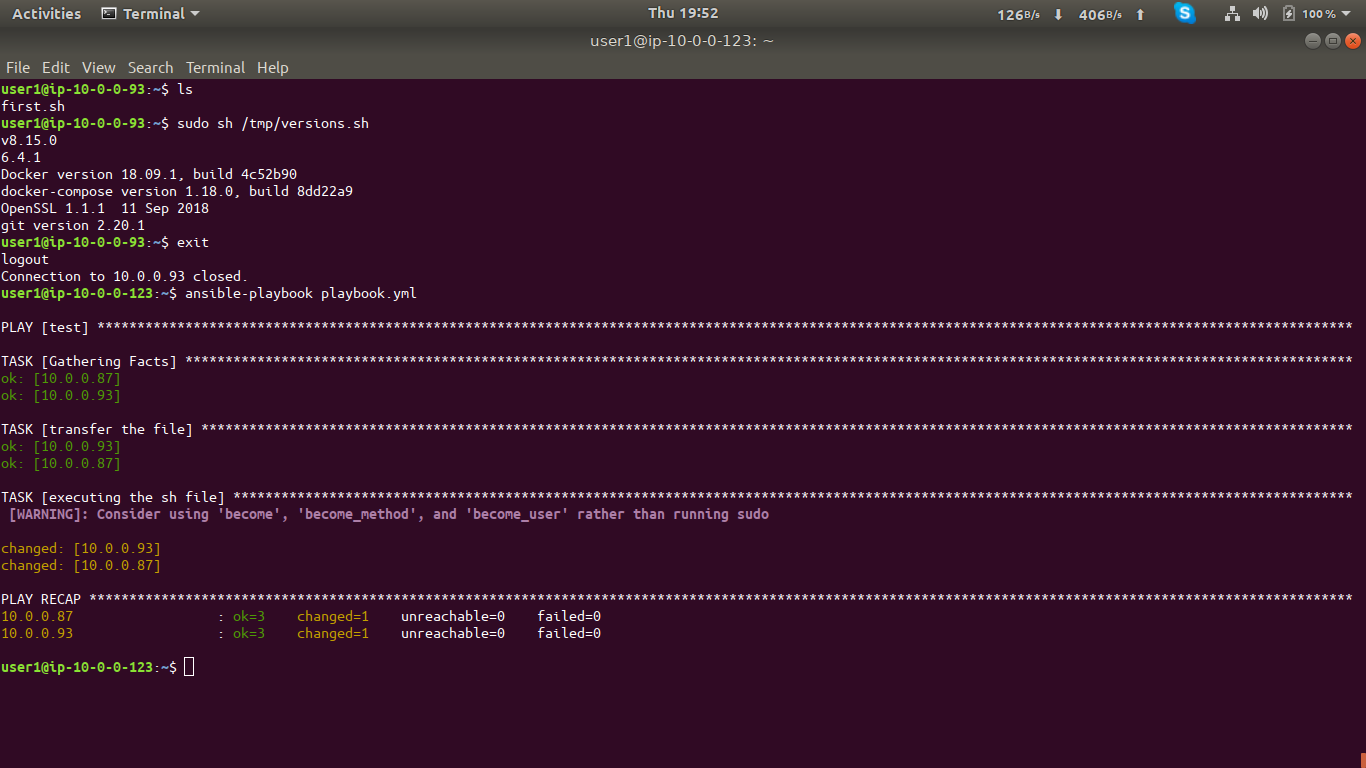 Activities Terminal Thu 19:52 126B/s 406B/s 100%
user1@ip-10-0-0-123: ~
File Edit View Search Terminal Help
user1@ip-10-0-0-93:~$ ls
first.sh
user1@ip-10-0-0-93:~$ sudo sh /tmp/versions.sh
v8.15.0
6.4.1
Docker version 18.09.1, build 4c52b90
docker-compose version 1.18.0, build 8dd22a9
OpenSSL 1.1.1  11 Sep 2018
git version 2.20.1
user1@ip-10-0-0-93:~$ exit
logout
Connection to 10.0.0.93 closed.
user1@ip-10-0-0-123:~$ ansible-playbook playbook.yml
PLAY [test] *************************************************************************************************************************************************************
TASK [Gathering Facts] **************************************************************************************************************************************************
ok: [10.0.0.87]
ok: [10.0.0.93]
TASK [transfer the file] ************************************************************************************************************************************************
ok: [10.0.0.93]
ok: [10.0.0.87]
TASK [executing the sh file] ********************************************************************************************************************************************
[WARNING]: Consider using 'become', 'become_method', and 'become_user' rather than running sudo
changed: [10.0.0.93]
changed: [10.0.0.87]
PLAY RECAP **************************************************************************************************************************************************************
10.0.0.87                  : ok=3    changed=1    unreachable=0    failed=0
10.0.0.93                  : ok=3    changed=1    unreachable=0    failed=0
user1@ip-10-0-0-123:~$